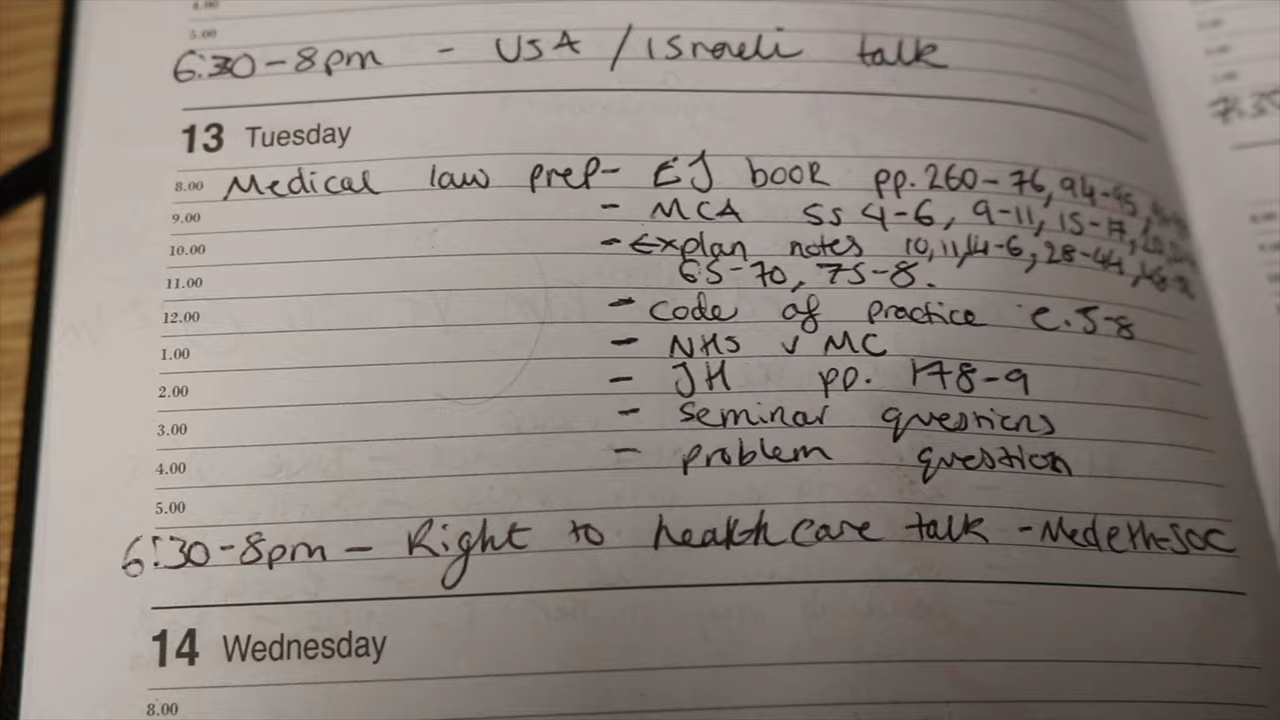 5.00
6:30-8pm - USA / Israeli talk
13 Tuesday
8.00 Medical law prep- EJ book pp. 260-76, 94-95,
9.00 - MCA Ss 4-6, 9-11, 15-17,
10.00 - Explan notes 10, 11, 14-6, 28-44,
11.00 65-70, 75-8.
12.00 - code of practice c. 5-8
1.00 - NHS v MC
2.00 - JH pp. 178-9
3.00 - seminar questions
4.00 - problem question
5.00
6:30-8pm - Right to healthcare talk - Medeth-soc
14 Wednesday
8.00